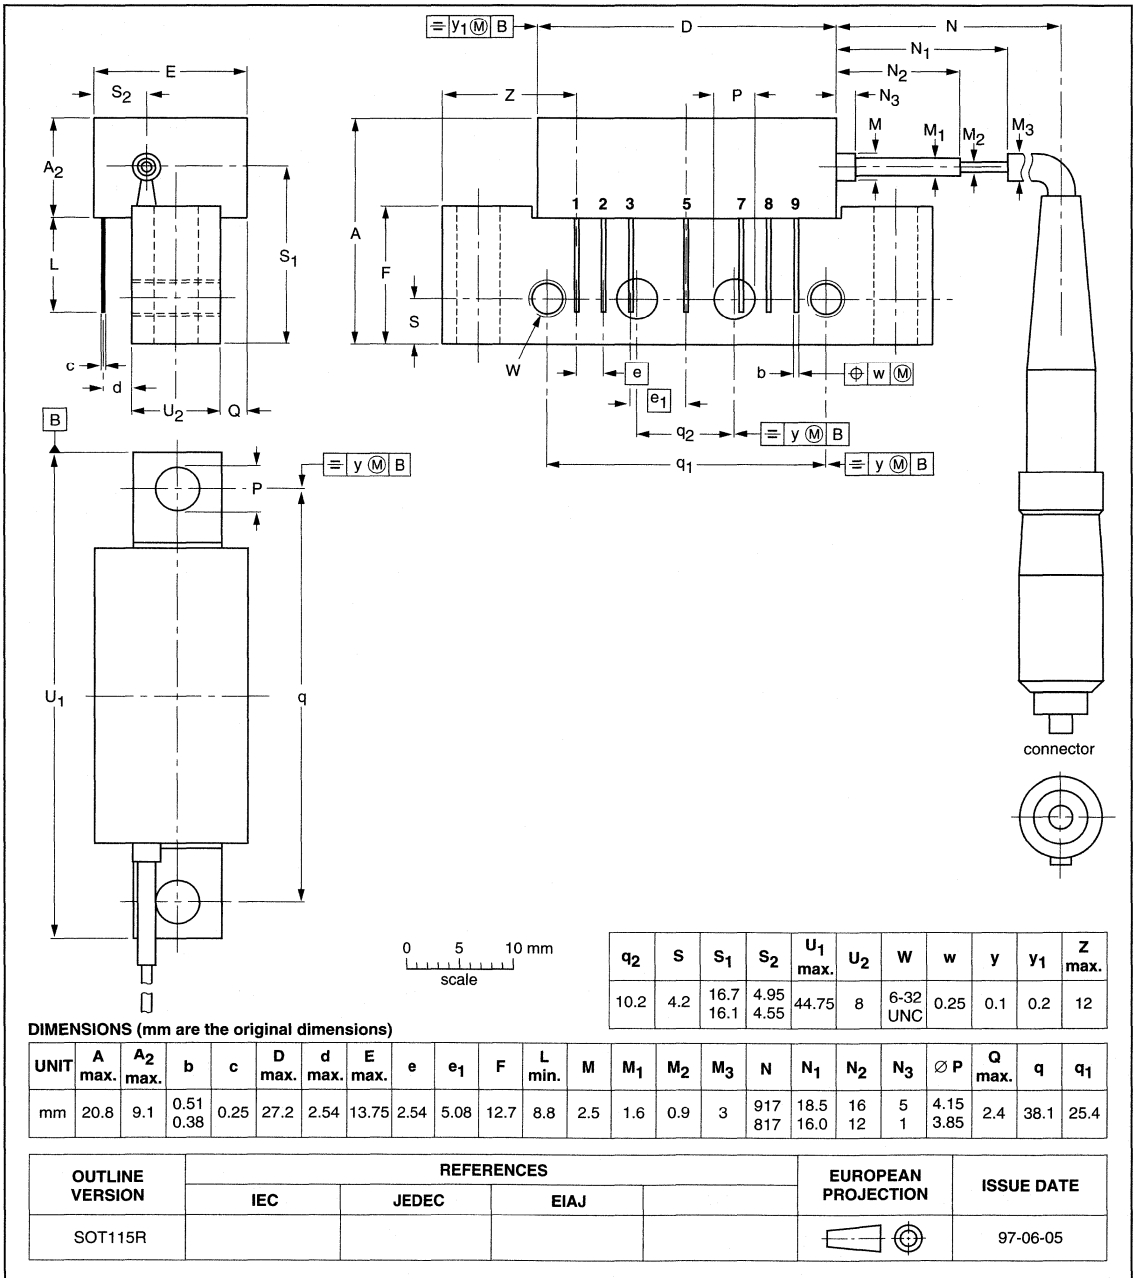 = y1 Ⓜ B
D
N
N1
E
S2
Z
P
N2
N3
M
M1
M2
M3
A2
1 2 3 5 7 8 9
A
F
L
S1
S
c
d
U2
Q
W
e
b
⌖ w Ⓜ
e1
B
q2
= y Ⓜ B
q1
= y Ⓜ B
P
= y Ⓜ B
U1
q
connector
0 5 10 mm
scale
q2 S S1 S2 U1 max. U2 W w y y1 Z max.
10.2 4.2 16.7 16.1 4.95 4.55 44.75 8 6-32 UNC 0.25 0.1 0.2 12
DIMENSIONS (mm are the original dimensions)
UNIT A max. A2 max. b c D max. d max. E max. e e1 F L min. M M1 M2 M3 N N1 N2 N3 ∅ P Q max. q q1
mm 20.8 9.1 0.51 0.38 0.25 27.2 2.54 13.75 2.54 5.08 12.7 8.8 2.5 1.6 0.9 3 917 817 18.5 16.0 16 12 5 1 4.15 3.85 2.4 38.1 25.4
OUTLINE VERSION REFERENCES EUROPEAN PROJECTION ISSUE DATE
IEC JEDEC EIAJ
SOT115R 97-06-05